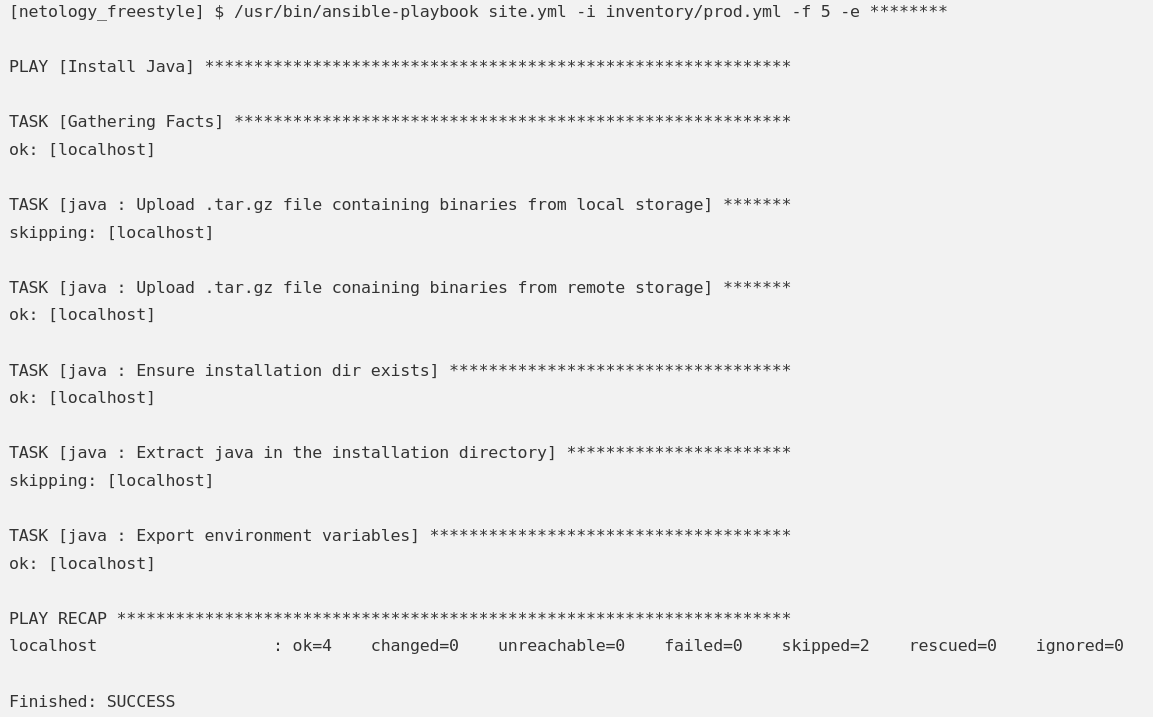 [netology_freestyle] $ /usr/bin/ansible-playbook site.yml -i inventory/prod.yml -f 5 -e ********
PLAY [Install Java] ************************************************************
TASK [Gathering Facts] *********************************************************
ok: [localhost]
TASK [java : Upload .tar.gz file containing binaries from local storage] *******
skipping: [localhost]
TASK [java : Upload .tar.gz file conaining binaries from remote storage] *******
ok: [localhost]
TASK [java : Ensure installation dir exists] ***********************************
ok: [localhost]
TASK [java : Extract java in the installation directory] ***********************
skipping: [localhost]
TASK [java : Export environment variables] *************************************
ok: [localhost]
PLAY RECAP *********************************************************************
localhost                  : ok=4    changed=0    unreachable=0    failed=0    skipped=2    rescued=0    ignored=0
Finished: SUCCESS